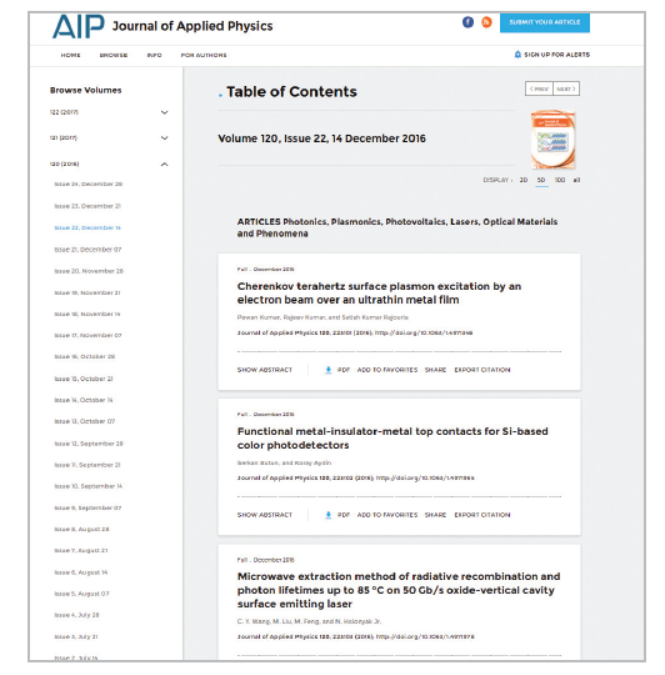 AIP Journal of Applied Physics
SUBMIT YOUR ARTICLE
HOME BROWSE INFO FOR AUTHORS
SIGN UP FOR ALERTS
Browse Volumes
122 (2017)
121 (2017)
120 (2016)
Issue 24, December 28
Issue 23, December 21
Issue 22, December 14
Issue 21, December 07
Issue 20, November 28
Issue 19, November 21
Issue 18, November 14
Issue 17, November 07
Issue 16, October 28
Issue 15, October 21
Issue 14, October 14
Issue 13, October 07
Issue 12, September 28
Issue 11, September 21
Issue 10, September 14
Issue 9, September 07
Issue 8, August 28
Issue 7, August 21
Issue 6, August 14
Issue 5, August 07
Issue 4, July 28
Issue 3, July 21
Issue 2, July 14
. Table of Contents
< PREV NEXT >
Volume 120, Issue 22, 14 December 2016
DISPLAY : 20 50 100 all
ARTICLES Photonics, Plasmonics, Photovoltaics, Lasers, Optical Materials
and Phenomena
Full . December 2016
Cherenkov terahertz surface plasmon excitation by an
electron beam over an ultrathin metal film
Pawan Kumar, Rajeev Kumar, and Satish Kumar Rajouria
Journal of Applied Physics 120, 223101 (2016); http://doi.org/10.1063/1.4971
SHOW ABSTRACT PDF ADD TO FAVORITES SHARE EXPORT CITATION
Full . December 2016
Functional metal-insulator-metal top contacts for Si-based
color photodetectors
Serkan Butun, and Koray Aydin
Journal of Applied Physics 120, 223102 (2016); http://doi.org/10.1063/1.4971
SHOW ABSTRACT PDF ADD TO FAVORITES SHARE EXPORT CITATION
Full . December 2016
Microwave extraction method of radiative recombination and
photon lifetimes up to 85 °C on 50 Gb/s oxide-vertical cavity
surface emitting laser
C. Y. Wang, M. Liu, M. Feng, and N. Holonyak Jr.
Journal of Applied Physics 120, 223103 (2016); http://doi.org/10.1063/1.4971